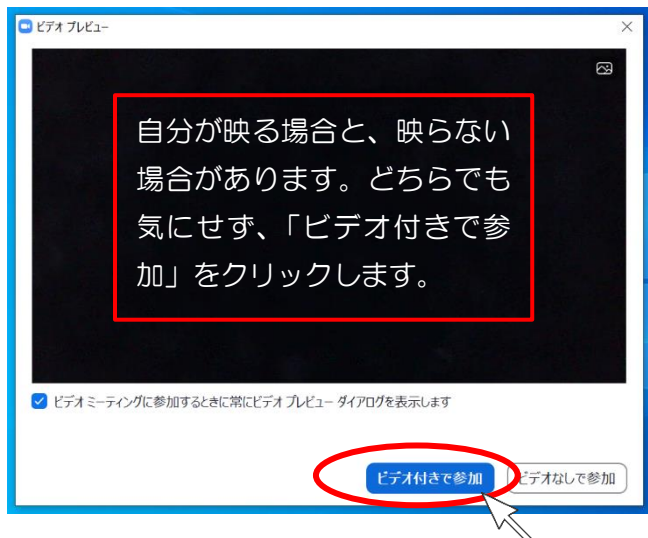 ビデオ プレビュー
自分が映る場合と、映らない
場合があります。どちらでも
気にせず、「ビデオ付きで参
加」をクリックします。
ビデオ ミーティングに参加するときに常にビデオ プレビュー ダイアログを表示します
ビデオ付きで参加 ビデオなしで参加